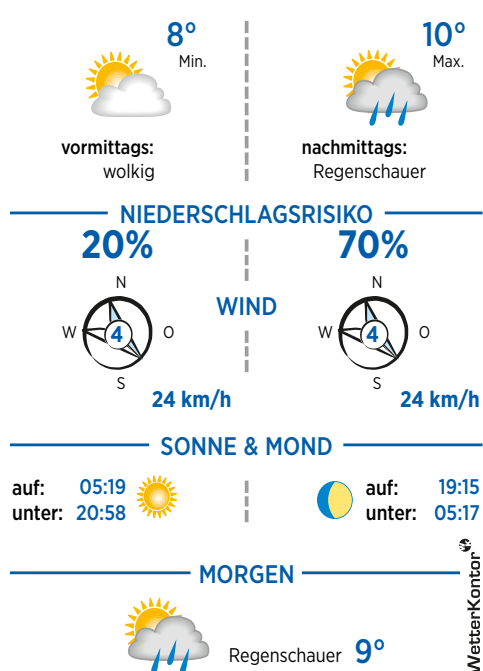 8° 10°
Min. Max.
vormittags: nachmittags:
wolkig Regenschauer
NIEDERSCHLAGSRISIKO
20% 70%
N N
WIND
W 4 O W 4 O
S S
24 km/h 24 km/h
SONNE & MOND
auf: 05:19 auf: 19:15
unter: 20:58 unter: 05:17
MORGEN
Regenschauer 9°
WetterKontor